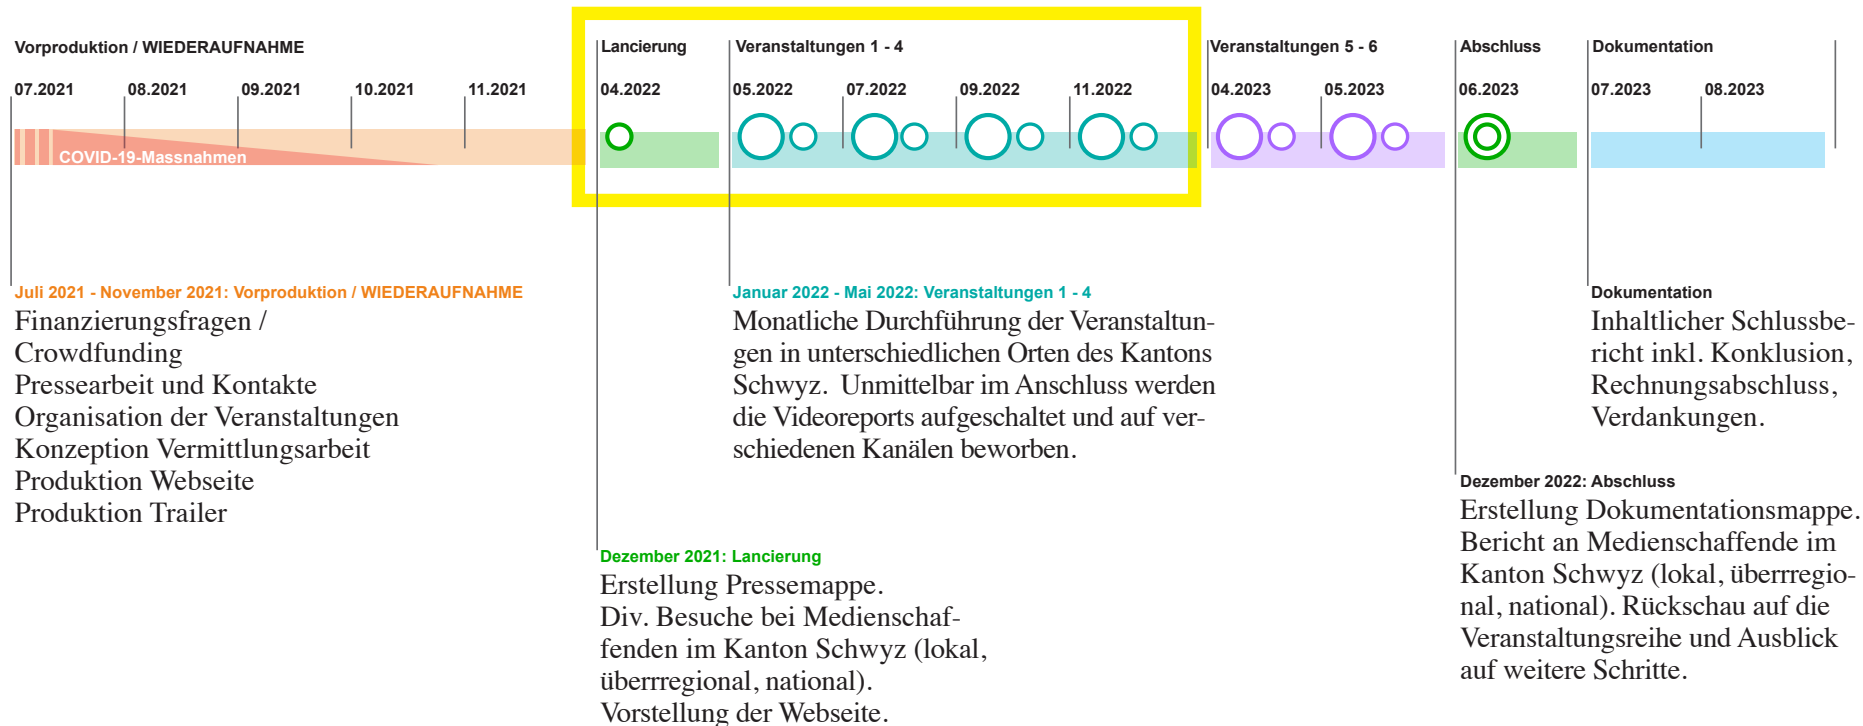 Vorproduktion / WIEDERAUFNAHME
Lancierung
Veranstaltungen 1 - 4
Veranstaltungen 5 - 6
Abschluss
Dokumentation
07.2021
08.2021
09.2021
10.2021
11.2021
04.2022
05.2022
07.2022
09.2022
11.2022
04.2023
05.2023
06.2023
07.2023
08.2023
COVID-19-Massnahmen
Juli 2021 - November 2021: Vorproduktion / WIEDERAUFNAHME
Finanzierungsfragen /
Crowdfunding
Pressearbeit und Kontakte
Organisation der Veranstaltungen
Konzeption Vermittlungsarbeit
Produktion Webseite
Produktion Trailer
Dezember 2021: Lancierung
Erstellung Pressemappe.
Div. Besuche bei Medienschaf-
fenden im Kanton Schwyz (lokal,
überrregional, national).
Vorstellung der Webseite.
Januar 2022 - Mai 2022: Veranstaltungen 1 - 4
Monatliche Durchführung der Veranstaltun-
gen in unterschiedlichen Orten des Kantons
Schwyz.  Unmittelbar im Anschluss werden
die Videoreports aufgeschaltet und auf ver-
schiedenen Kanälen beworben.
Dezember 2022: Abschluss
Erstellung Dokumentationsmappe.
Bericht an Medienschaffende im
Kanton Schwyz (lokal, überrregio-
nal, national). Rückschau auf die
Veranstaltungsreihe und Ausblick
auf weitere Schritte.
Dokumentation
Inhaltlicher Schlussbe-
richt inkl. Konklusion,
Rechnungsabschluss,
Verdankungen.